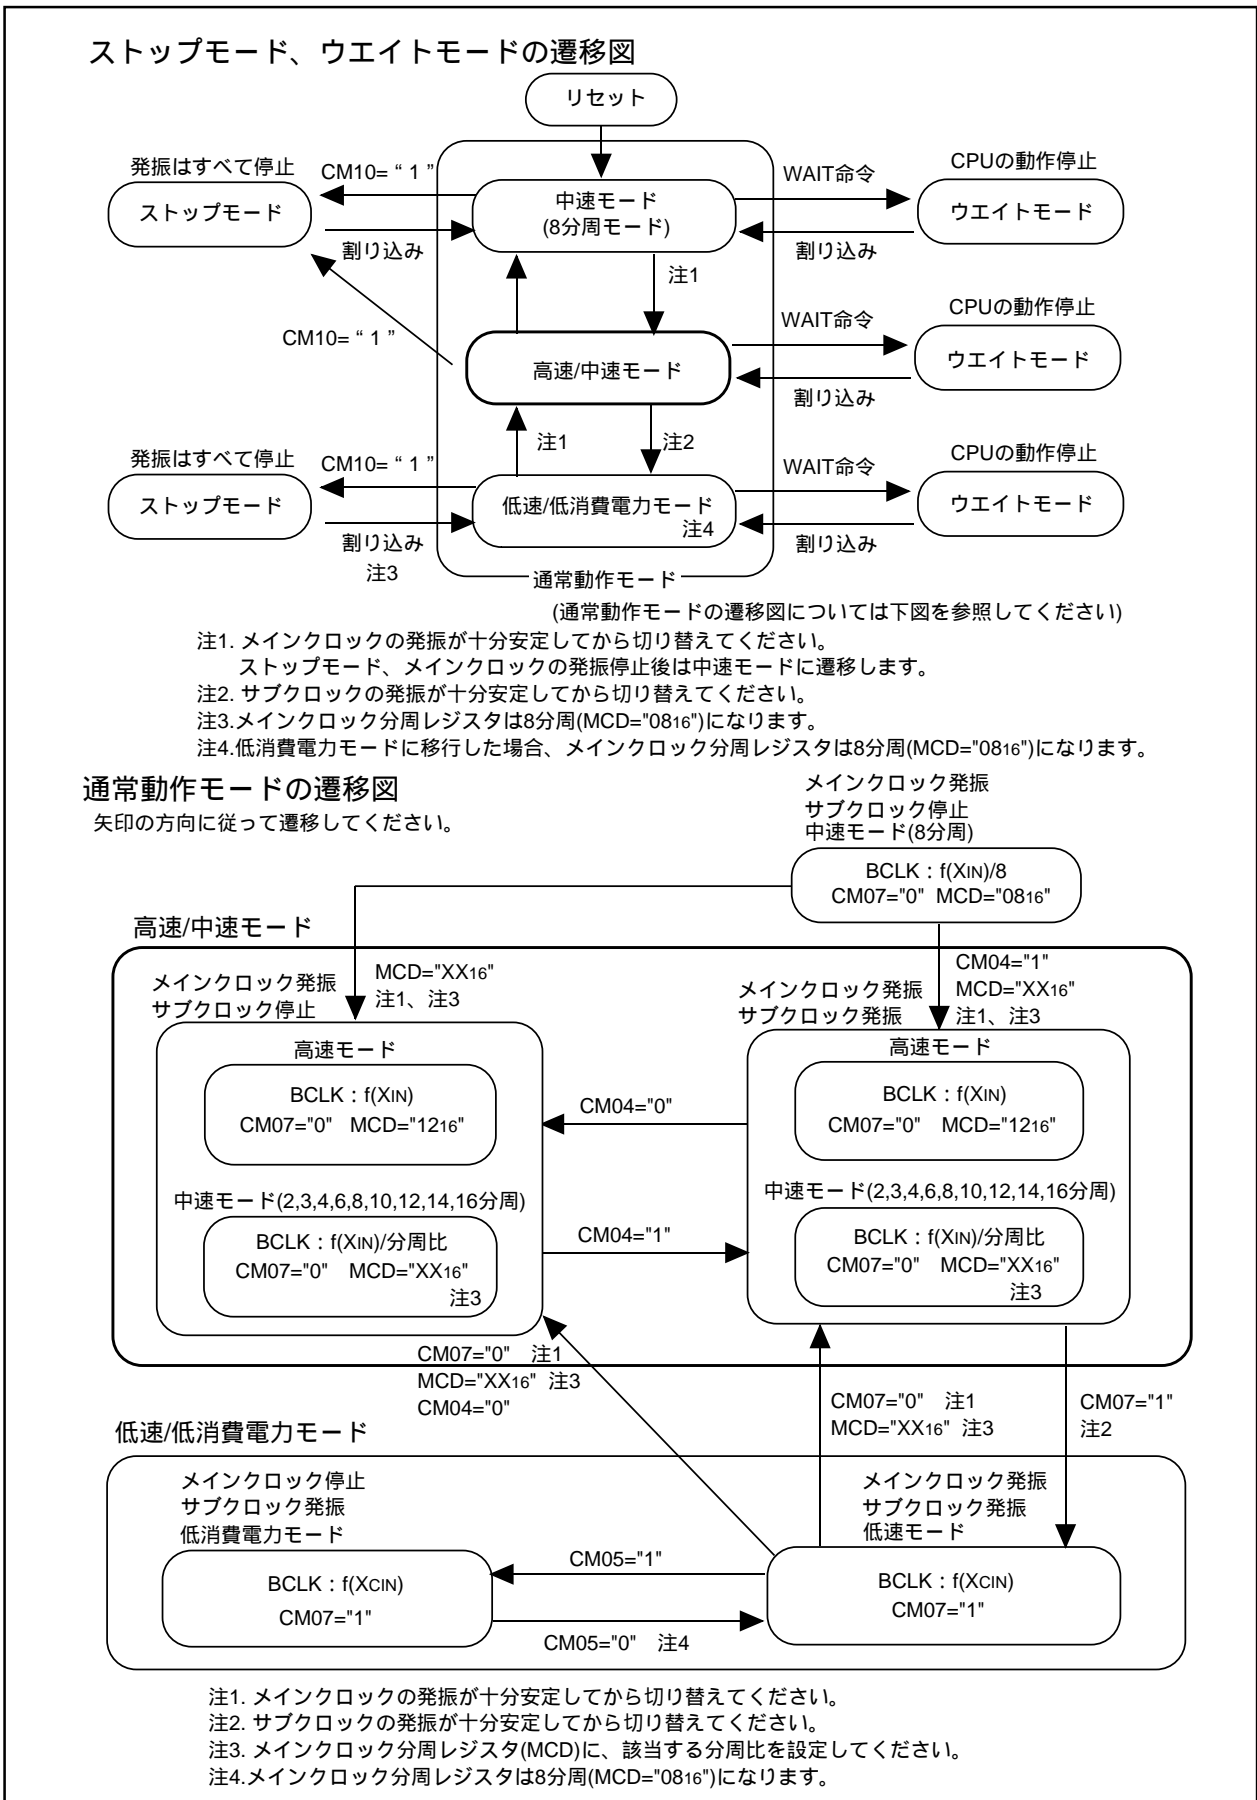 ストップモード、ウエイトモードの遷移図
リセット
発振はすべて停止
CM10= “ 1 ”
WAIT命令
CPUの動作停止
ストップモード
中速モード
(8分周モード)
ウエイトモード
割り込み
割り込み
注1
CM10= “ 1 ”
WAIT命令
CPUの動作停止
高速/中速モード
ウエイトモード
割り込み
注1
注2
発振はすべて停止
CM10= “ 1 ”
WAIT命令
CPUの動作停止
ストップモード
低速/低消費電力モード
注4
ウエイトモード
割り込み
注3
割り込み
通常動作モード
(通常動作モードの遷移図については下図を参照してください)
注1. メインクロックの発振が十分安定してから切り替えてください。
ストップモード、メインクロックの発振停止後は中速モードに遷移します。
注2. サブクロックの発振が十分安定してから切り替えてください。
注3.メインクロック分周レジスタは8分周(MCD="0816")になります。
注4.低消費電力モードに移行した場合、メインクロック分周レジスタは8分周(MCD="0816")になります。
通常動作モードの遷移図
矢印の方向に従って遷移してください。
メインクロック発振
サブクロック停止
中速モード(8分周)
BCLK : f(XIN)/8
CM07="0" MCD="0816"
高速/中速モード
メインクロック発振
サブクロック停止
MCD="XX16"
注1、注3
メインクロック発振
サブクロック発振
CM04="1"
MCD="XX16"
注1、注3
高速モード
BCLK : f(XIN)
CM07="0" MCD="1216"
CM04="0"
高速モード
BCLK : f(XIN)
CM07="0" MCD="1216"
中速モード(2,3,4,6,8,10,12,14,16分周)
BCLK : f(XIN)/分周比
CM07="0" MCD="XX16"
注3
CM04="1"
中速モード(2,3,4,6,8,10,12,14,16分周)
BCLK : f(XIN)/分周比
CM07="0" MCD="XX16"
注3
CM07="0" 注1
MCD="XX16" 注3
CM04="0"
CM07="0" 注1
MCD="XX16" 注3
CM07="1"
注2
低速/低消費電力モード
メインクロック停止
サブクロック発振
低消費電力モード
BCLK : f(XCIN)
CM07="1"
CM05="1"
CM05="0" 注4
メインクロック発振
サブクロック発振
低速モード
BCLK : f(XCIN)
CM07="1"
注1. メインクロックの発振が十分安定してから切り替えてください。
注2. サブクロックの発振が十分安定してから切り替えてください。
注3. メインクロック分周レジスタ(MCD)に、該当する分周比を設定してください。
注4.メインクロック分周レジスタは8分周(MCD="0816")になります。